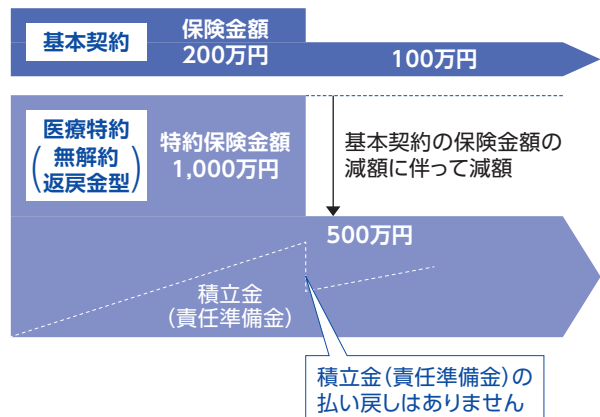 基本契約
保険金額
200万円
100万円
医療特約
(無解約
返戻金型)
特約保険金額
1,000万円
基本契約の保険金額の
減額に伴って減額
500万円
積立金
(責任準備金)
積立金(責任準備金)の
払い戻しはありません